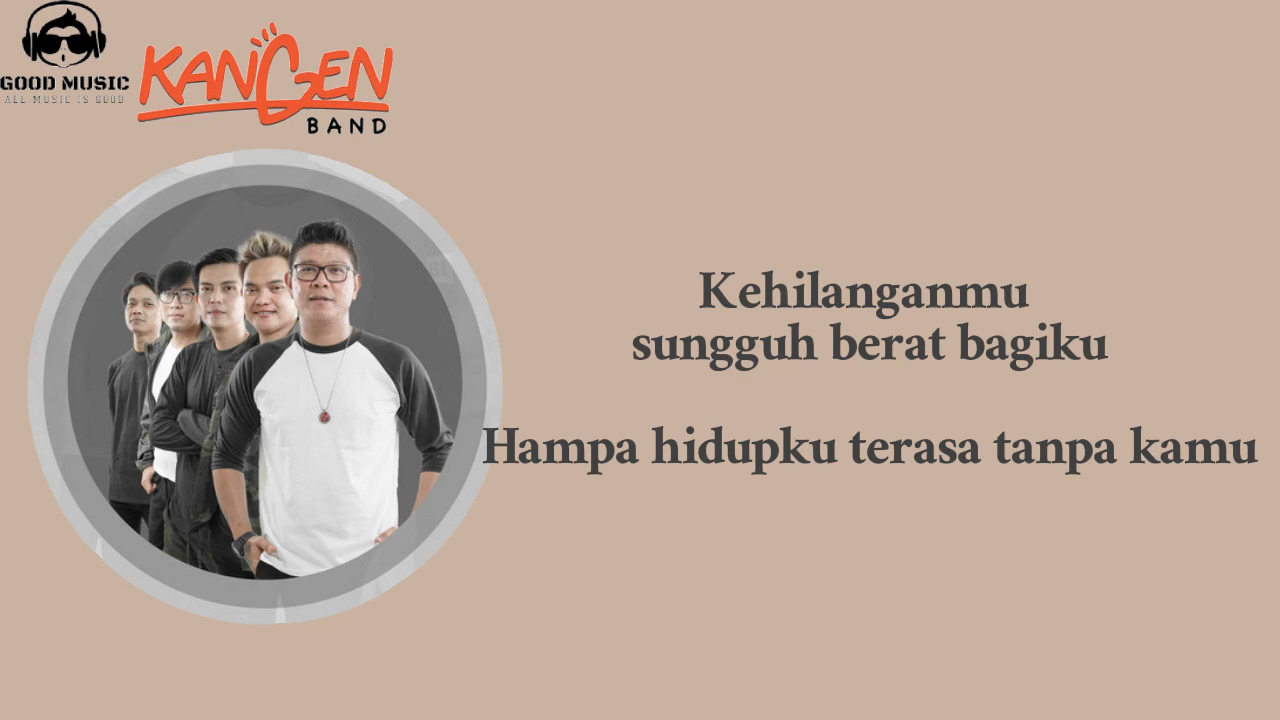 GOOD MUSIC
ALL MUSIC IS GOOD
KANGEN
BAND
Kehilanganmu
sungguh berat bagiku
Hampa hidupku terasa tanpa kamu